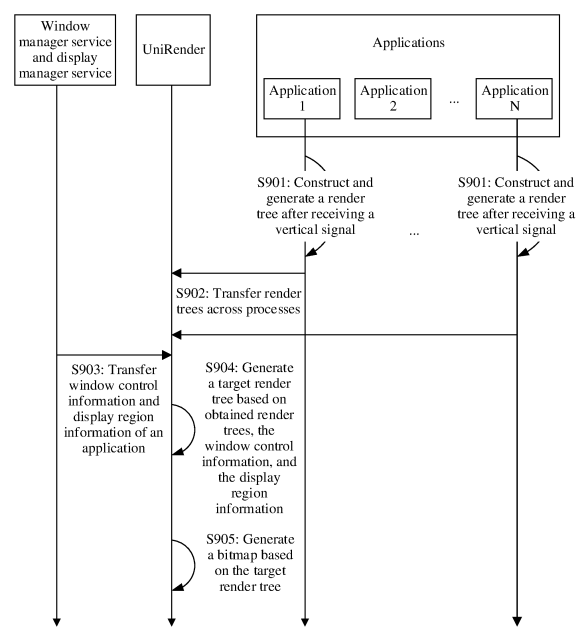 Window
manager service
and display
manager service
UniRender
Applications
Application
1
Application
2
...
Application
N
S901: Construct and
generate a render
tree after receiving a
vertical signal
...
S901: Construct and
generate a render
tree after receiving a
vertical signal
S902: Transfer render
trees across processes
S903: Transfer
window control
information and
display region
information of an
application
S904: Generate
a target render
tree based on
obtained render
trees, the
window control
information, and
the display
region
information
S905: Generate
a bitmap based
on the target
render tree